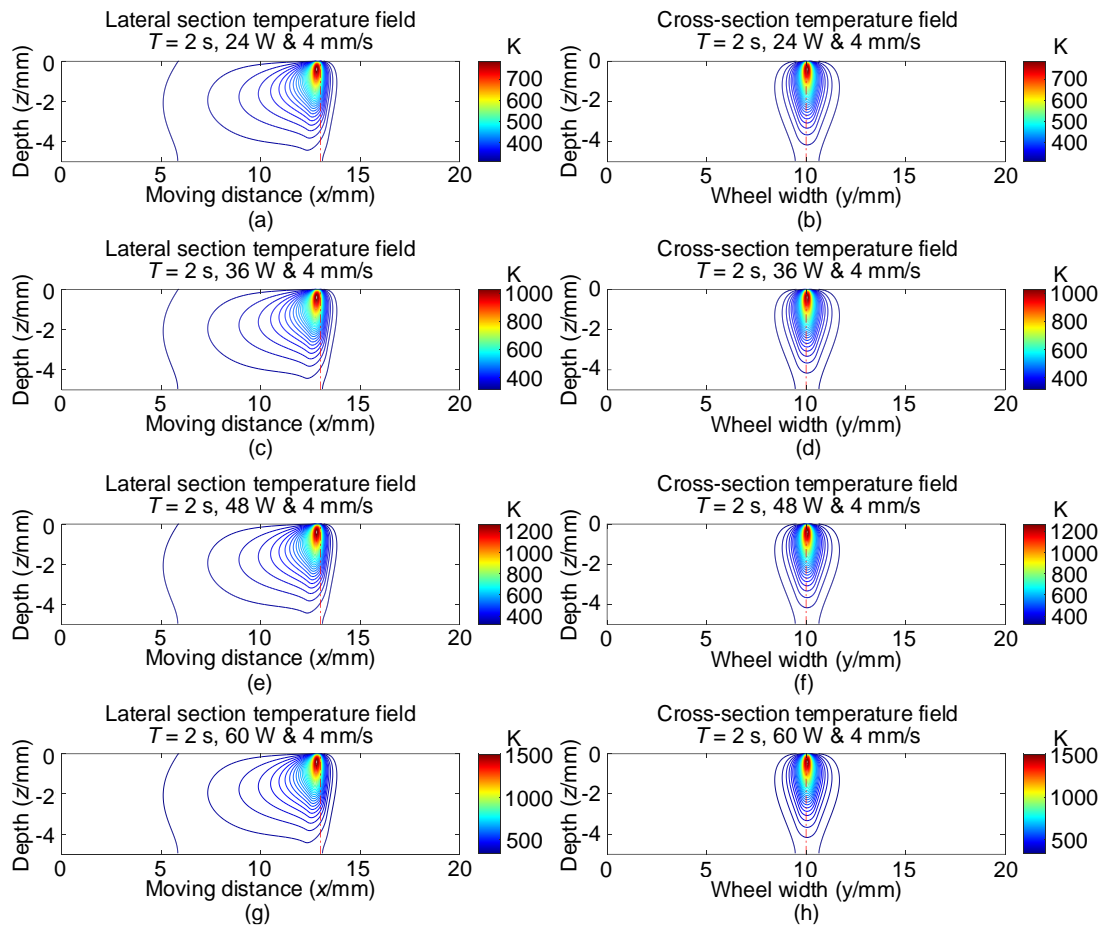 Lateral section temperature field
T = 2 s, 24 W & 4 mm/s
K
0
-2
-4
Depth (z/mm)
700
600
500
400
0 5 10 15 20
Moving distance (x/mm)
(a)
Cross-section temperature field
T = 2 s, 24 W & 4 mm/s
K
0
-2
-4
Depth (z/mm)
700
600
500
400
0 5 10 15 20
Wheel width (y/mm)
(b)
Lateral section temperature field
T = 2 s, 36 W & 4 mm/s
K
0
-2
-4
Depth (z/mm)
1000
800
600
400
0 5 10 15 20
Moving distance (x/mm)
(c)
Cross-section temperature field
T = 2 s, 36 W & 4 mm/s
K
0
-2
-4
Depth (z/mm)
1000
800
600
400
0 5 10 15 20
Wheel width (y/mm)
(d)
Lateral section temperature field
T = 2 s, 48 W & 4 mm/s
K
0
-2
-4
Depth (z/mm)
1200
1000
800
600
400
0 5 10 15 20
Moving distance (x/mm)
(e)
Cross-section temperature field
T = 2 s, 48 W & 4 mm/s
K
0
-2
-4
Depth (z/mm)
1200
1000
800
600
400
0 5 10 15 20
Wheel width (y/mm)
(f)
Lateral section temperature field
T = 2 s, 60 W & 4 mm/s
K
0
-2
-4
Depth (z/mm)
1500
1000
500
0 5 10 15 20
Moving distance (x/mm)
(g)
Cross-section temperature field
T = 2 s, 60 W & 4 mm/s
K
0
-2
-4
Depth (z/mm)
1500
1000
500
0 5 10 15 20
Wheel width (y/mm)
(h)